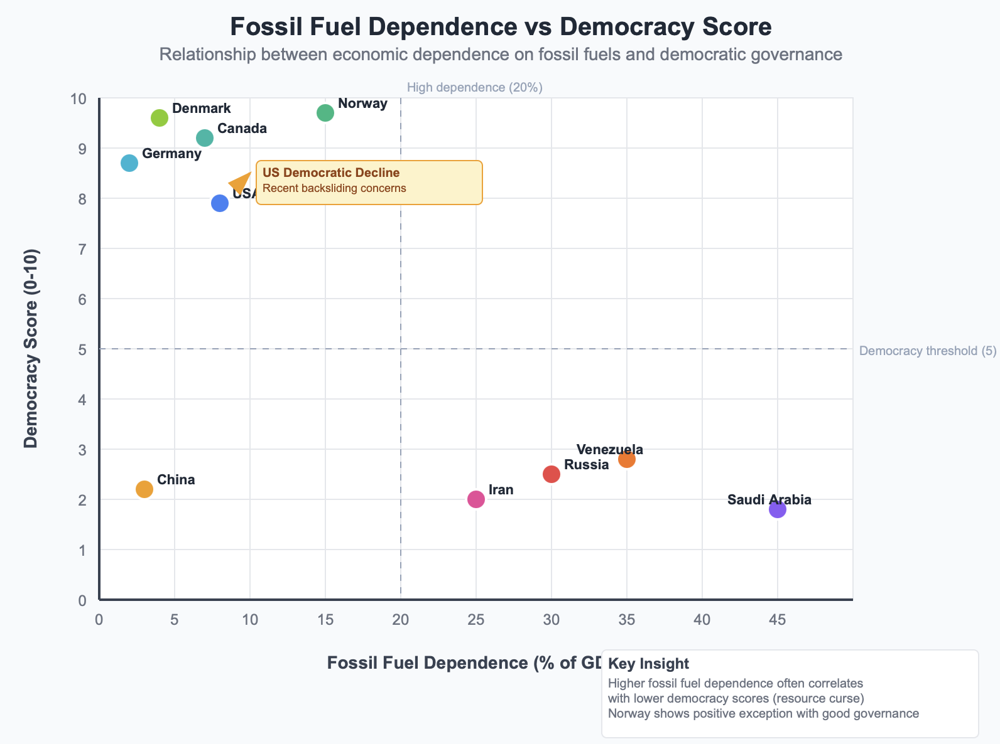 Fossil Fuel Dependence vs Democracy Score
Relationship between economic dependence on fossil fuels and democratic governance
High dependence (20%)
10
9
8
7
6
5
4
3
2
1
0
Democracy Score (0-10)
Denmark
Norway
Canada
Germany
US Democratic Decline
Recent backsliding concerns
USA
Democracy threshold (5)
Venezuela
Russia
China
Iran
Saudi Arabia
0 5 10 15 20 25 30 35 40 45
Fossil Fuel Dependence (% of
Key Insight
Higher fossil fuel dependence often correlates
with lower democracy scores (resource curse)
Norway shows positive exception with good governance